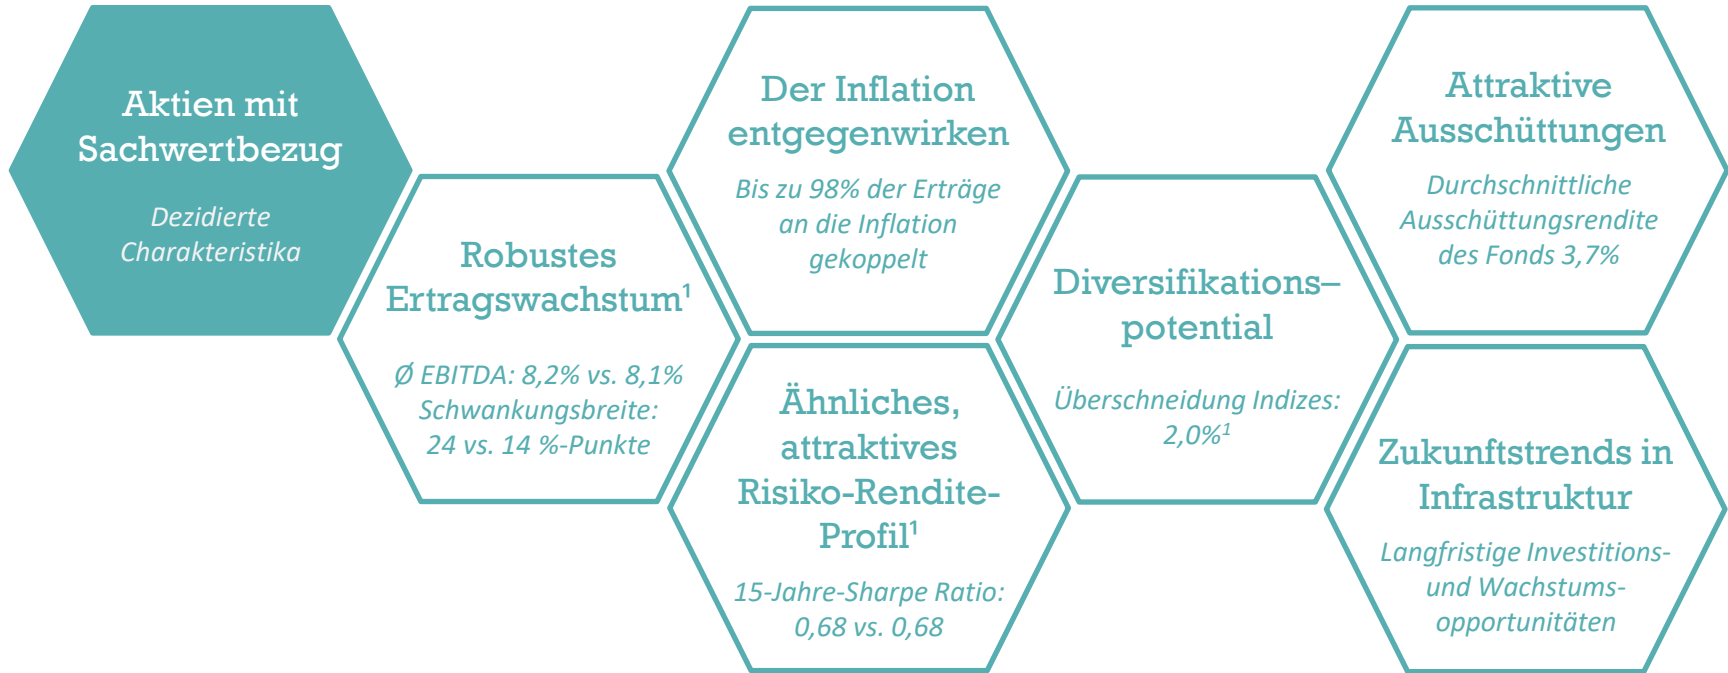 Aktien mit
Sachwertbezug
Dezidierte
Charakteristika
Robustes
Ertragswachstum¹
Ø EBITDA: 8,2% vs. 8,1%
Schwankungsbreite:
24 vs. 14 %-Punkte
Der Inflation
entgegenwirken
Bis zu 98% der Erträge
an die Inflation
gekoppelt
Ähnliches,
attraktives
Risiko-Rendite-
Profil¹
15-Jahre-Sharpe Ratio:
0,68 vs. 0,68
Diversifikations–
potential
Überschneidung Indizes:
2,0%¹
Attraktive
Ausschüttungen
Durchschnittliche
Ausschüttungsrendite
des Fonds 3,7%
Zukunftstrends in
Infrastruktur
Langfristige Investitions-
und Wachstums-
opportunitäten